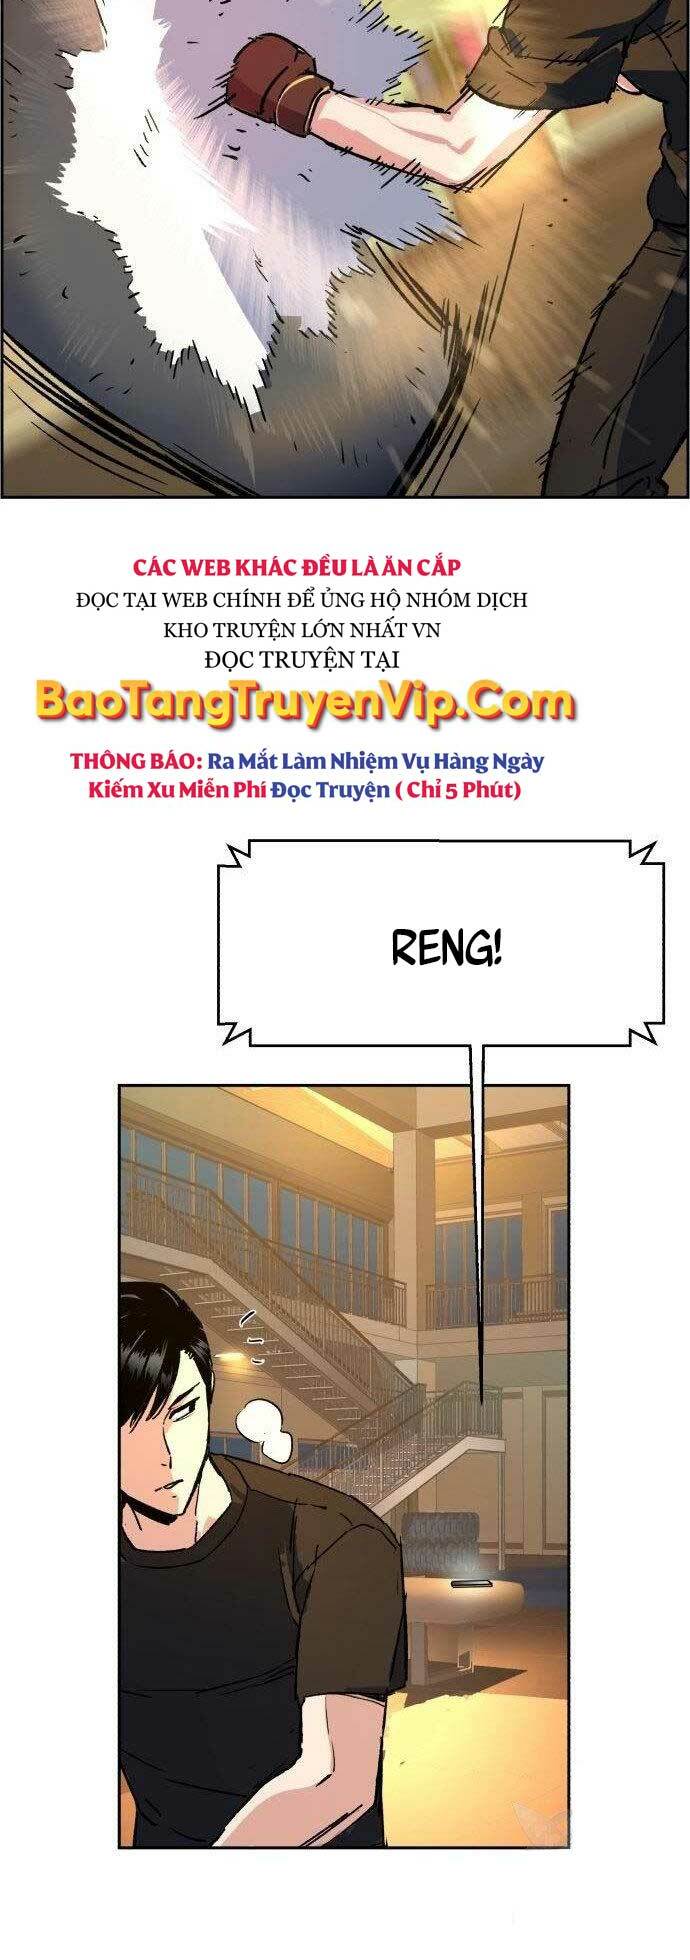 CÁC WEB KHÁC ĐỀU LÀ ĂN CẮP
ĐỌC TẠI WEB CHÍNH ĐỂ ỦNG HỘ NHÓM DỊCH
KHO TRUYỆN LỚN NHẤT VN
ĐỌC TRUYỆN TẠI
BaoTangTruyenVip.Com
THÔNG BÁO: Ra Mắt Làm Nhiệm Vụ Hàng Ngày
Kiếm Xu Miễn Phí Đọc Truyện ( Chỉ 5 Phút)
RENG!